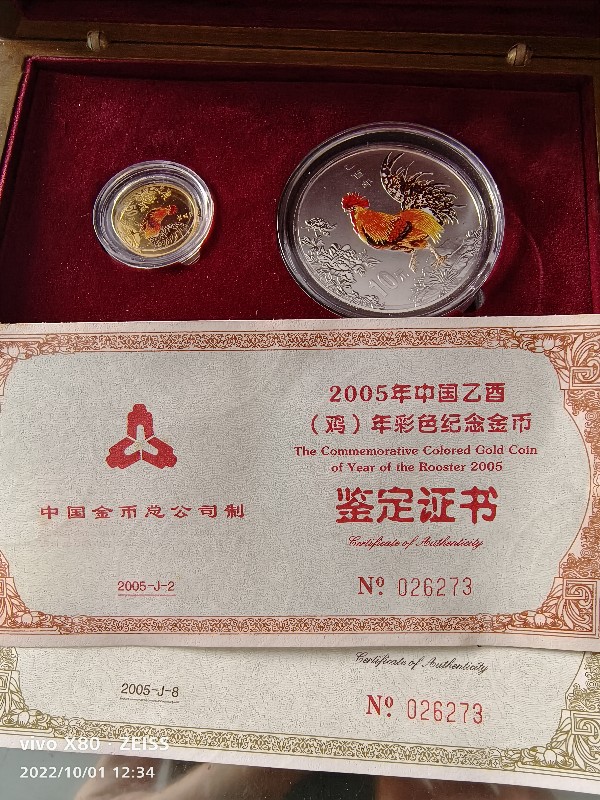 乙酉年
10元
2005年中国乙酉
（鸡）年彩色纪念金币
The Commemorative Colored Gold Coin
of Year of the Rooster 2005
鉴定证书
Certificate of Authenticity
中国金币总公司制
2005-J-2
Nº 026273
Certificate of Authenticity
2005-J-8
Nº 026273
vivo X80 · ZEISS
2022/10/01 12:34